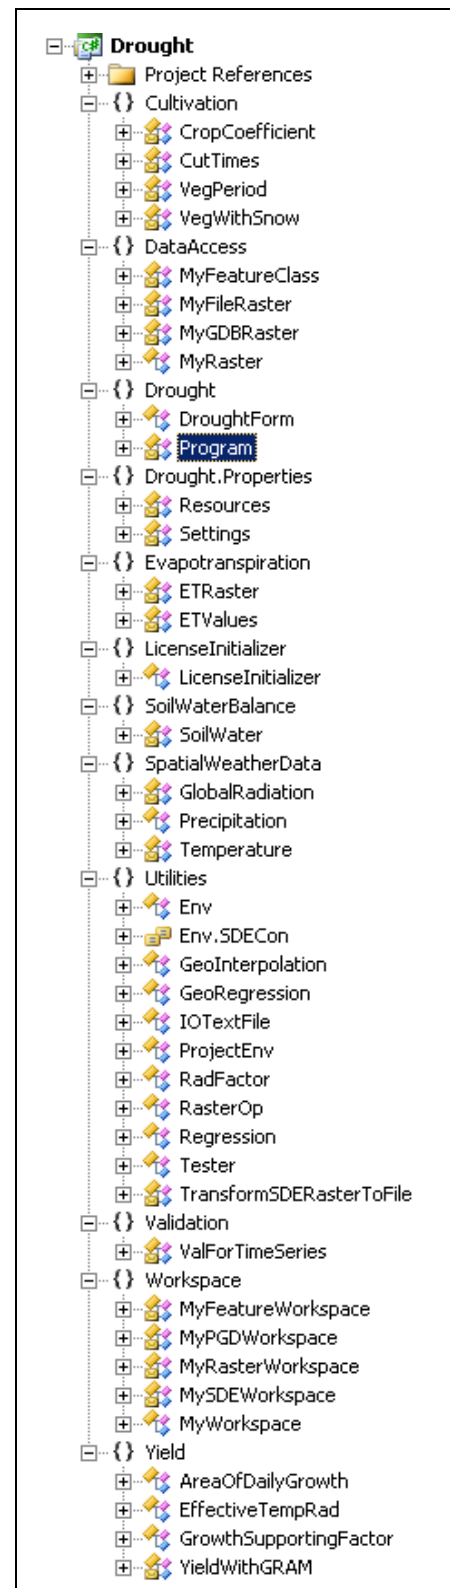 Drought
Project References
{} Cultivation
CropCoefficient
CutTimes
VegPeriod
VegWithSnow
{} DataAccess
MyFeatureClass
MyFileRaster
MyGDBRaster
MyRaster
{} Drought
DroughtForm
Program
{} Drought.Properties
Resources
Settings
{} Evapotranspiration
ETRaster
ETValues
{} LicenseInitializer
LicenseInitializer
{} SoilWaterBalance
SoilWater
{} SpatialWeatherData
GlobalRadiation
Precipitation
Temperature
{} Utilities
Env
Env.SDECon
GeoInterpolation
GeoRegression
IOTextFile
ProjectEnv
RadFactor
RasterOp
Regression
Tester
TransformSDERasterToFile
{} Validation
ValForTimeSeries
{} Workspace
MyFeatureWorkspace
MyPGDWorkspace
MyRasterWorkspace
MySDEWorkspace
MyWorkspace
{} Yield
AreaOfDailyGrowth
EffectiveTempRad
GrowthSupportingFactor
YieldWithGRAM